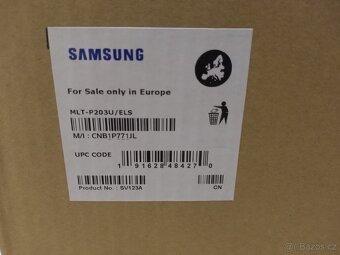 SAMSUNG
For Sale only in Europe
MLT-P203U/ELS
M/I : CNB1P771JL
UPC CODE
1 91628 48427 0
Product No. : SV123A
CN